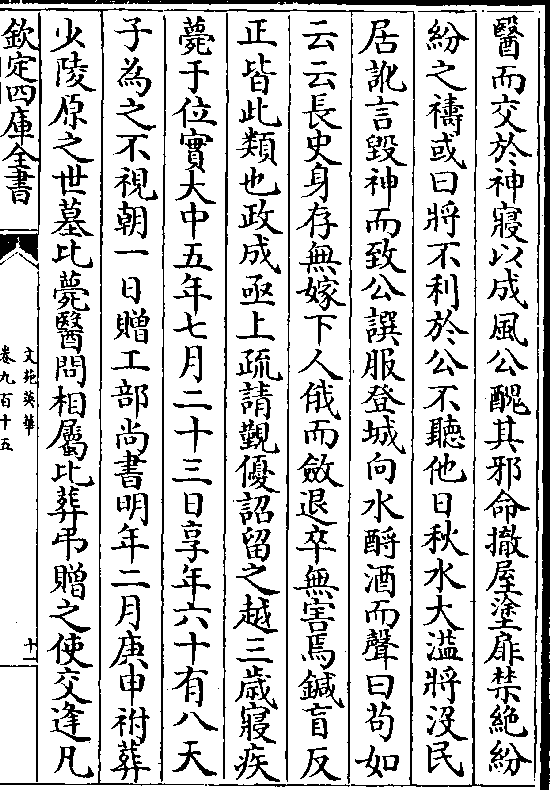 醫而交於神寢以成風公醜其邪命撤屋塗扉禁絶紛
紛之禱或曰將不利於公不聽他日秋水大溢將没民
居訛言毀神而致公譔服登城向水酹酒而聲曰苟如
云云長史身存無嫁下人俄而斂退卒無害焉鍼盲反
正皆此類也政成亟上疏請覲優詔留之越三歲寢疾
薨于位實大中五年七月二十三日享年六十有八天
子為之不視朝一日贈工部尚書明年二月庚申祔葬
少陵原之世墓比薨醫問相屬比葬弔贈之使交逢凡
欽定四庫全書
文苑英華
卷九百十五
十一